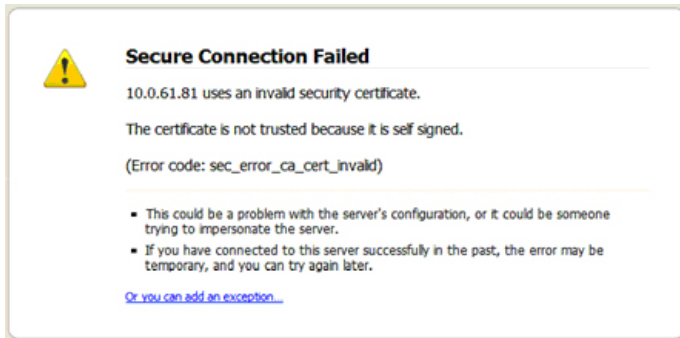 Secure Connection Failed
10.0.61.81 uses an invalid security certificate.
The certificate is not trusted because it is self signed.
(Error code: sec_error_ca_cert_invalid)
▪ This could be a problem with the server's configuration, or it could be someone
trying to impersonate the server.
▪ If you have connected to this server successfully in the past, the error may be
temporary, and you can try again later.
Or you can add an exception...